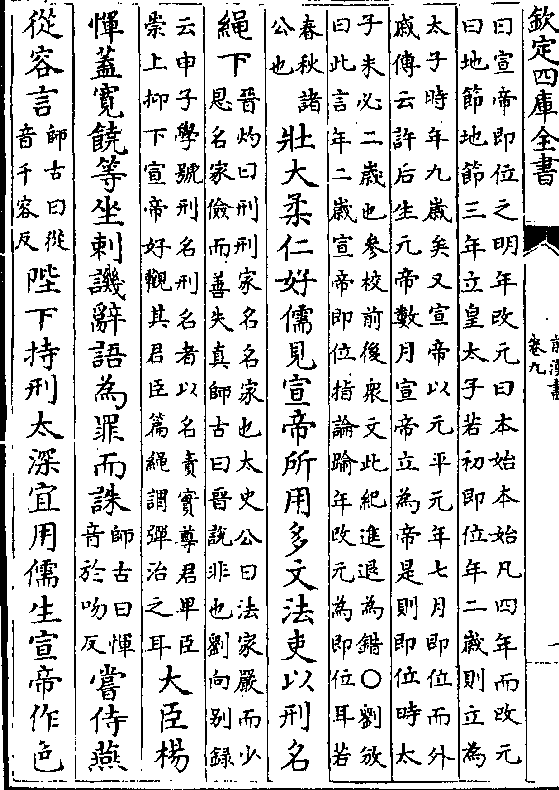 欽定四庫全書
前漢書
卷九
一
曰宣帝即位之明年改元曰本始本始凡四年而改元
曰地節地節三年立皇太子若初即位年二歲則立為
太子時年九歳矣又宣帝以元平元年七月即位而外
戚傳云許后生元帝數月宣帝立為帝是則即位時太
子未必二歳也參校前後衆文此紀進退為錯〇劉攽
曰此言年二歳宣帝即位指論踰年改元為即位耳若
春秋諸
公也
壯大柔仁好儒見宣帝所用多文法吏以刑名
繩下
晉灼曰刑刑家名名家也太史公曰法家嚴而少
恩名家儉而善失真師古曰晉說非也劉向别録
云申子學號刑名刑名者以名責實尊君卑臣
崇上抑下宣帝好觀其君臣篇繩謂彈治之耳
大臣楊
惲蓋寛饒等坐刺譏辭語為罪而誅
師古曰惲
音於吻反
嘗侍燕
從容言
師古曰從
音千容反
陛下持刑太深宜用儒生宣帝作色